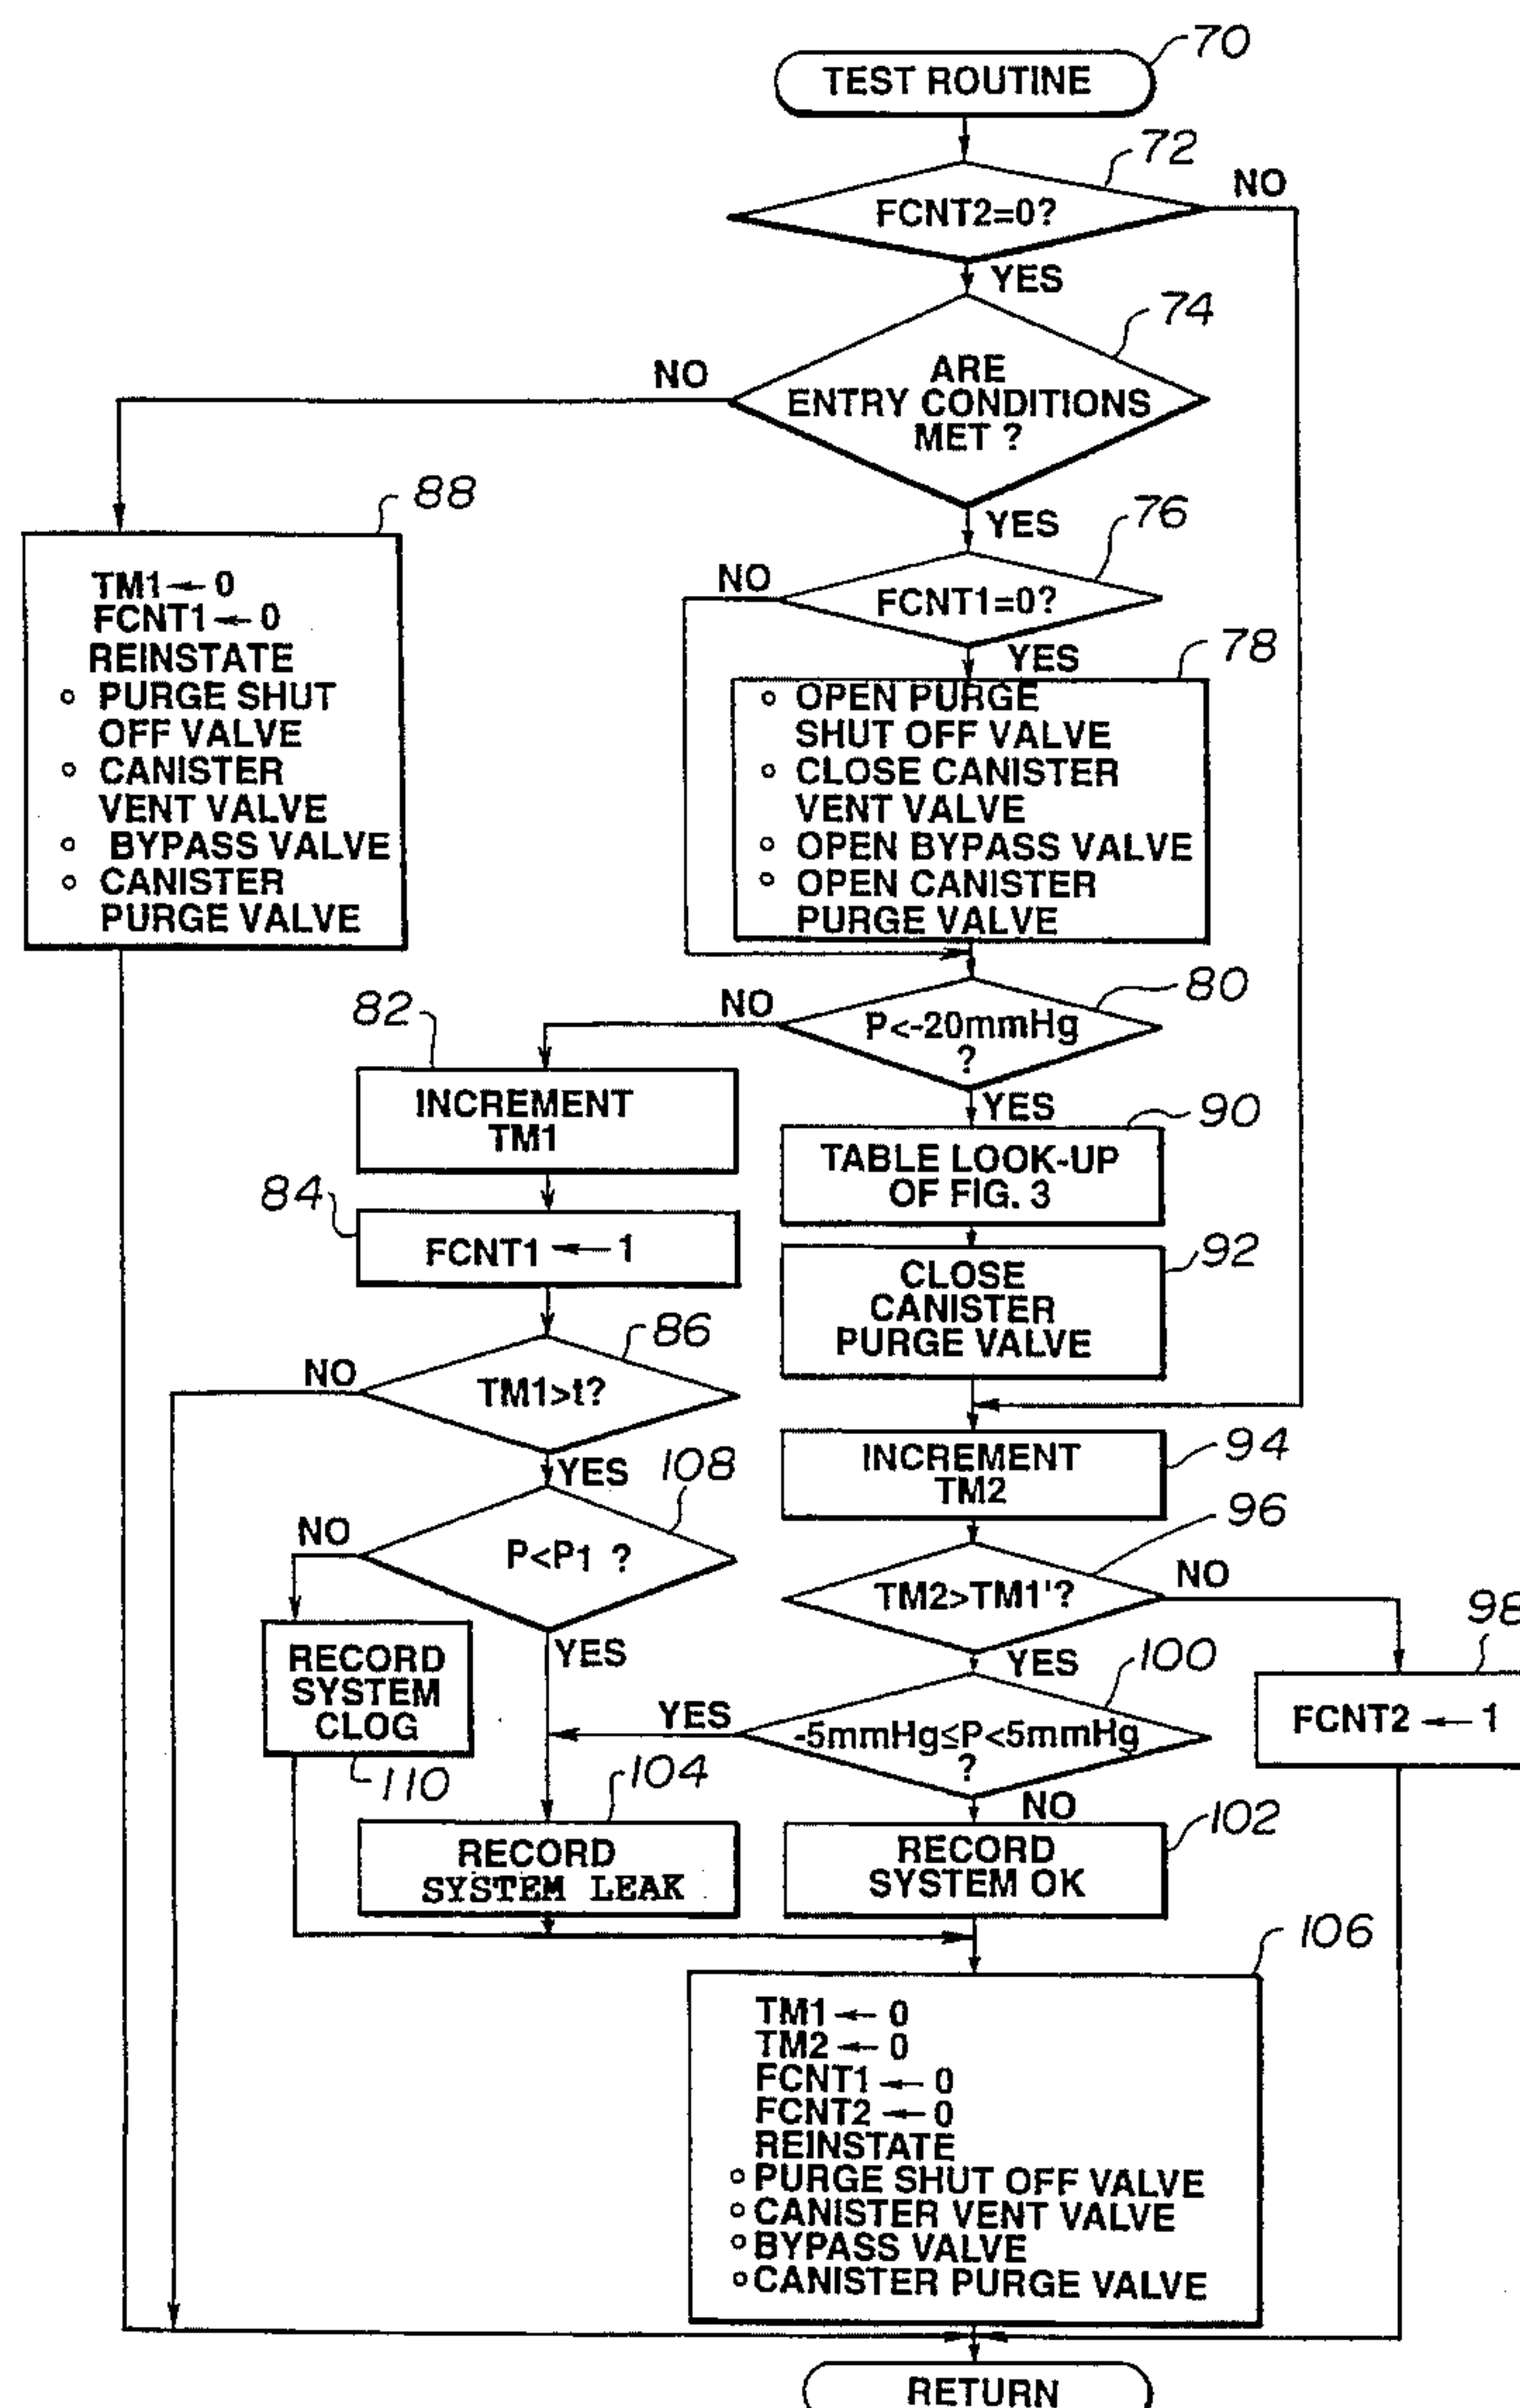 70
TEST ROUTINE
72
NO
FCNT2=0?
YES
74
NO
ARE
ENTRY CONDITIONS
MET ?
88
YES
76
TM1 ← 0
FCNT1 ← 0
REINSTATE
○ PURGE SHUT
OFF VALVE
○ CANISTER
VENT VALVE
○ BYPASS VALVE
○ CANISTER
PURGE VALVE
NO
FCNT1=0?
YES
78
○ OPEN PURGE
SHUT OFF VALVE
○ CLOSE CANISTER
VENT VALVE
○ OPEN BYPASS VALVE
○ OPEN CANISTER
PURGE VALVE
80
NO
P<-20mmHg
?
82
INCREMENT
TM1
YES
90
TABLE LOOK-UP
OF FIG. 3
84
FCNT1 ← 1
92
CLOSE
CANISTER
PURGE VALVE
86
NO
TM1>t?
YES
94
INCREMENT
TM2
108
NO
P<P1 ?
YES
96
TM2>TM1'?
NO
YES
98
FCNT2 ← 1
RECORD
SYSTEM
CLOG
110
100
YES
-5mmHg≤P<5mmHg
?
NO
104
RECORD
SYSTEM LEAK
102
RECORD
SYSTEM OK
106
TM1 ← 0
TM2 ← 0
FCNT1 ← 0
FCNT2 ← 0
REINSTATE
○ PURGE SHUT OFF VALVE
○ CANISTER VENT VALVE
○ BYPASS VALVE
○ CANISTER PURGE VALVE
RETURN